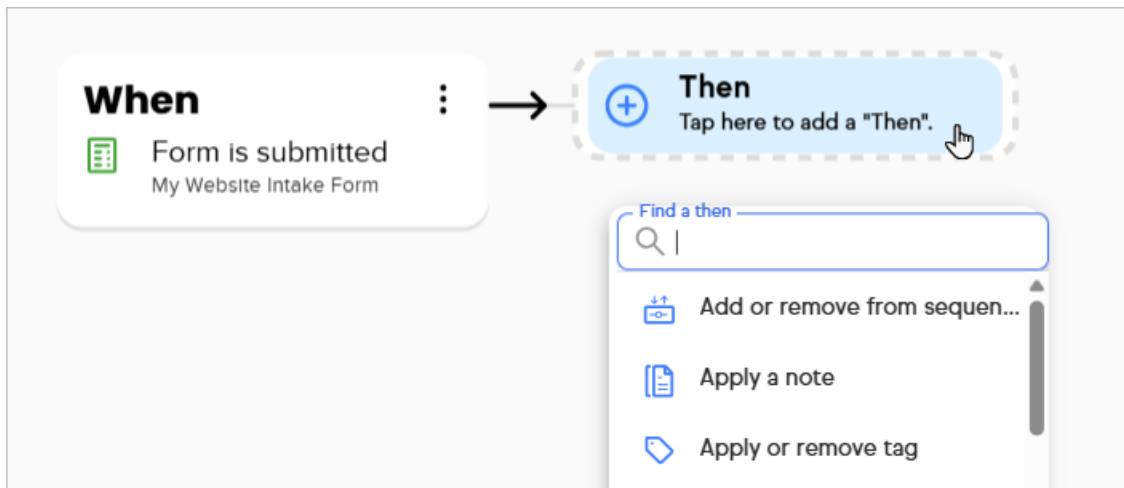 When
Form is submitted
My Website Intake Form
Then
Tap here to add a "Then".
Find a then
Add or remove from sequen...
Apply a note
Apply or remove tag